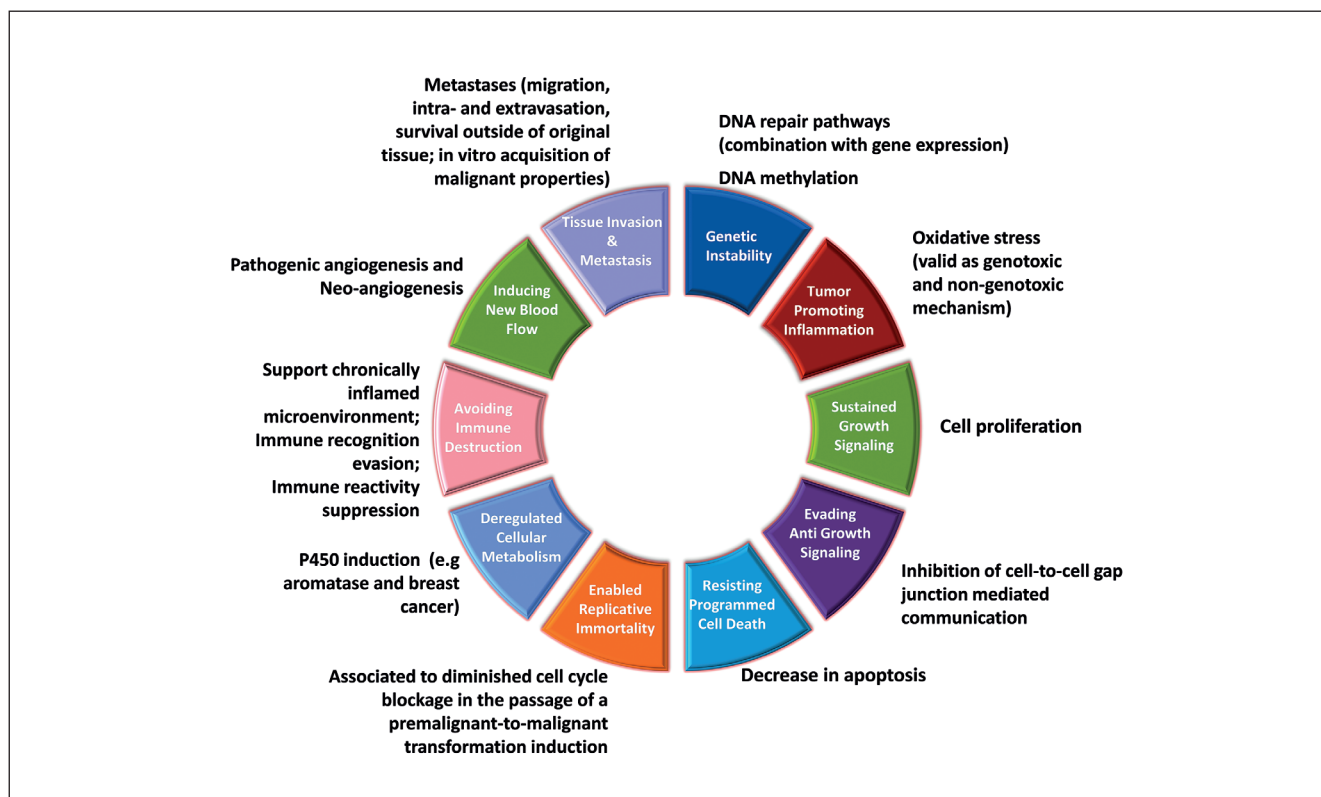 Metastases (migration,
intra- and extravasation,
survival outside of original
tissue; in vitro acquisition of
malignant properties)
DNA repair pathways
(combination with gene expression)
DNA methylation
Tissue Invasion
&
Metastasis
Genetic
Instability
Oxidative stress
(valid as genotoxic
and non-genotoxic
mechanism)
Pathogenic angiogenesis and
Neo-angiogenesis
Inducing
New Blood
Flow
Tumor
Promoting
Inflammation
Support chronically
inflamed
microenvironment;
Immune recognition
evasion;
Immune reactivity
suppression
Avoiding
Immune
Destruction
Sustained
Growth
Signaling
Cell proliferation
Deregulated
Cellular
Metabolism
Evading
Anti Growth
Signaling
P450 induction  (e.g
aromatase and breast
cancer)
Enabled
Replicative
Immortality
Resisting
Programmed
Cell Death
Inhibition of cell-to-cell gap
junction mediated
communication
Associated to diminished cell cycle
blockage in the passage of a
premalignant-to-malignant
transformation induction
Decrease in apoptosis